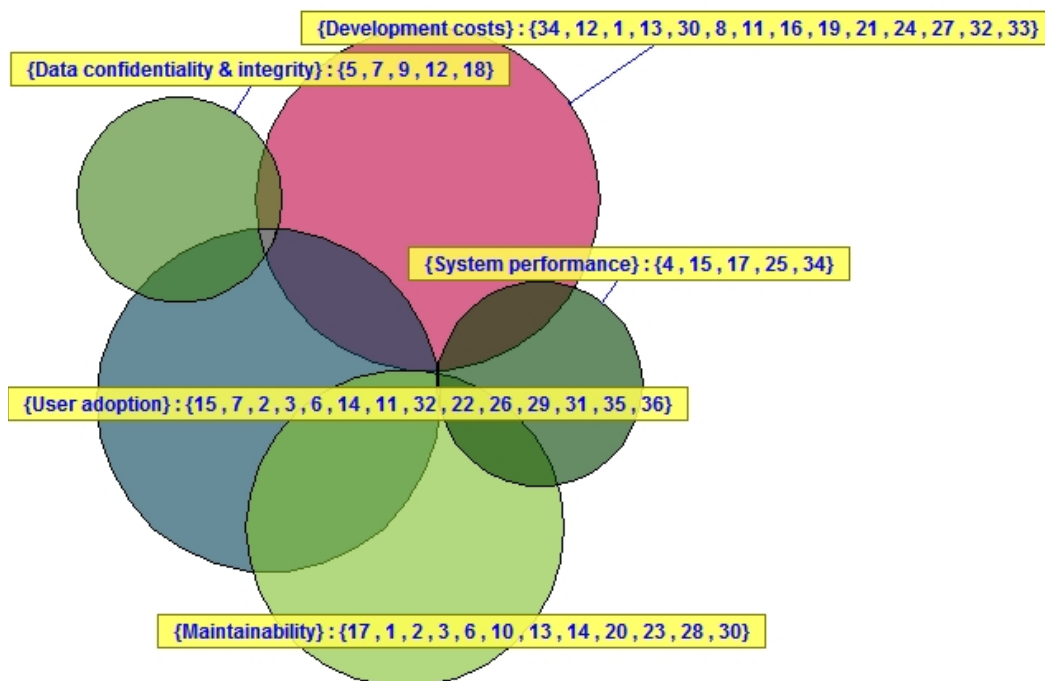 {Development costs} : {34 , 12 , 1 , 13 , 30 , 8 , 11 , 16 , 19 , 21 , 24 , 27 , 32 , 33}
{Data confidentiality & integrity} : {5 , 7 , 9 , 12 , 18}
{System performance} : {4 , 15 , 17 , 25 , 34}
{User adoption} : {15 , 7 , 2 , 3 , 6 , 14 , 11 , 32 , 22 , 26 , 29 , 31 , 35 , 36}
{Maintainability} : {17 , 1 , 2 , 3 , 6 , 10 , 13 , 14 , 20 , 23 , 28 , 30}